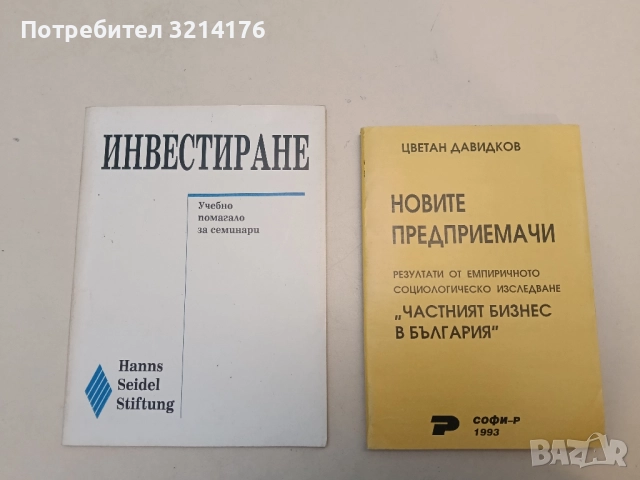 Потребител 3214176
ИНВЕСТИРАНЕ
Учебно
помагало
за семинари
Hanns
Seidel
Stiftung
ЦВЕТАН ДАВИДКОВ
НОВИТЕ
ПРЕДПРИЕМАЧИ
РЕЗУЛТАТИ ОТ ЕМПИРИЧНОТО
СОЦИОЛОГИЧЕСКО ИЗСЛЕДВАНЕ
„ЧАСТНИЯТ БИЗНЕС
В БЪЛГАРИЯ"
СОФИ-Р
1993
BAZAR